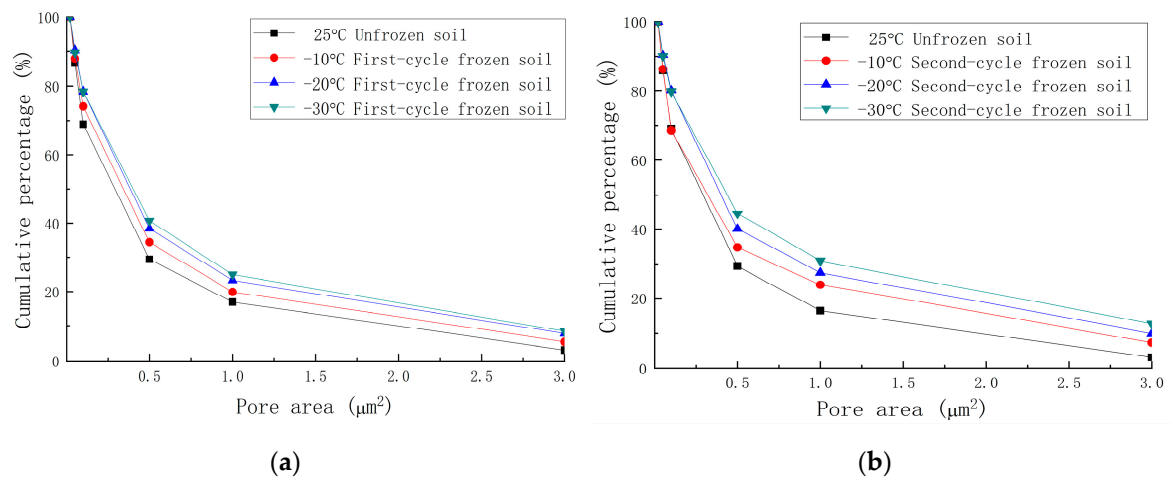 100
80
60
40
20
0
Cumulative percentage (%)
25°C Unfrozen soil
-10°C First-cycle frozen soil
-20°C First-cycle frozen soil
-30°C First-cycle frozen soil
0.5 1.0 1.5 2.0 2.5 3.0
Pore area (μm²)
(a)
100
80
60
40
20
0
Cumulative percentage (%)
25°C Unfrozen soil
-10°C Second-cycle frozen soil
-20°C Second-cycle frozen soil
-30°C Second-cycle frozen soil
0.5 1.0 1.5 2.0 2.5 3.0
Pore area (μm²)
(b)